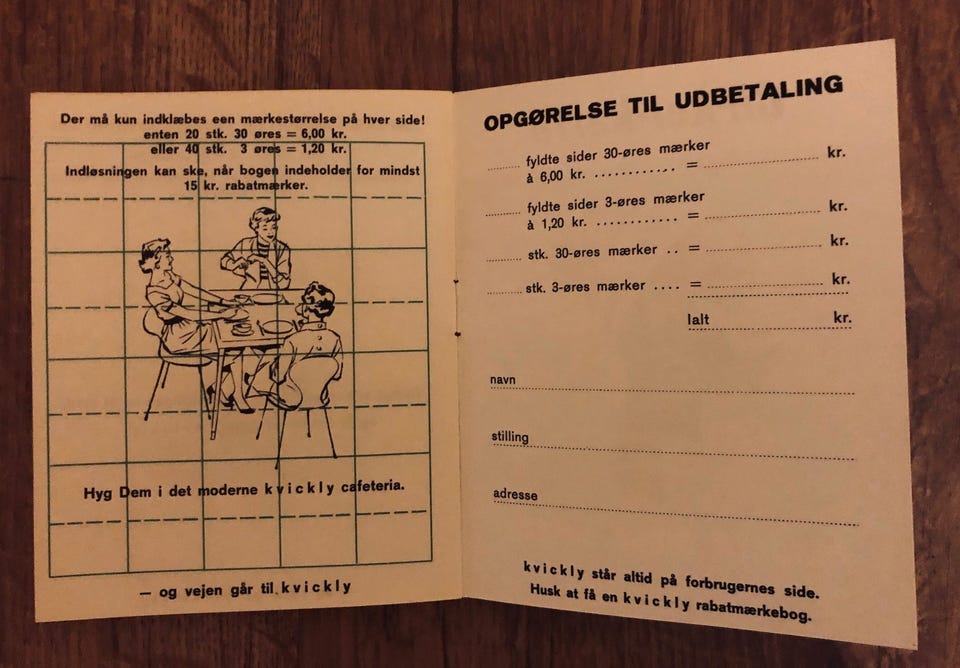 Der må kun indklæbes een mærkestørrelse på hver side!
enten 20 stk. 30 øres = 6,00 kr.
eller 40 stk. 3 øres = 1,20 kr.
Indløsningen kan ske, når bogen indeholder for mindst
15 kr. rabatmærker.
Hyg Dem i det moderne kvickly cafeteria.
— og vejen går til kvickly
OPGØRELSE TIL UDBETALING
........ fyldte sider 30-øres mærker
à 6,00 kr. ............ = ........................ kr.
........ fyldte sider 3-øres mærker
à 1,20 kr. ............ = ........................ kr.
........ stk. 30-øres mærker .. = ........................ kr.
........ stk. 3-øres mærker .... = ........................ kr.
Ialt kr.
navn
stilling
adresse
kvickly står altid på forbrugernes side.
Husk at få en kvickly rabatmærkebog.